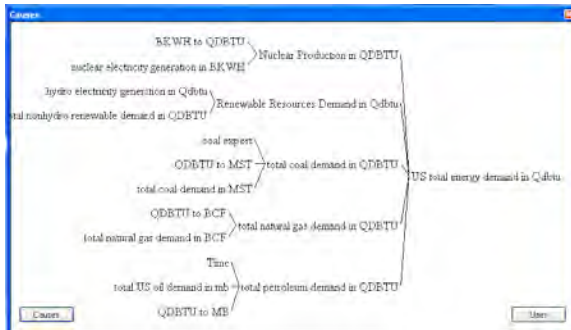 Causes
BKWH to QDBTU
Nuclear Production in QDBTU
nuclear electricity generation in BKWH
hydro electricity generation in Qdbtu
Renewable Resources Demand in Qdbtu
nonhydro renewable demand in QDBTU
coal export
QDBTU to MST
total coal demand in QDBTU
total coal demand in MST
US total energy demand in Qdbtu
QDBTU to BCF
total natural gas demand in QDBTU
total natural gas demand in BCF
Time
total US oil demand in mb
total petroleum demand in QDBTU
QDBTU to MB
Causes
Uses